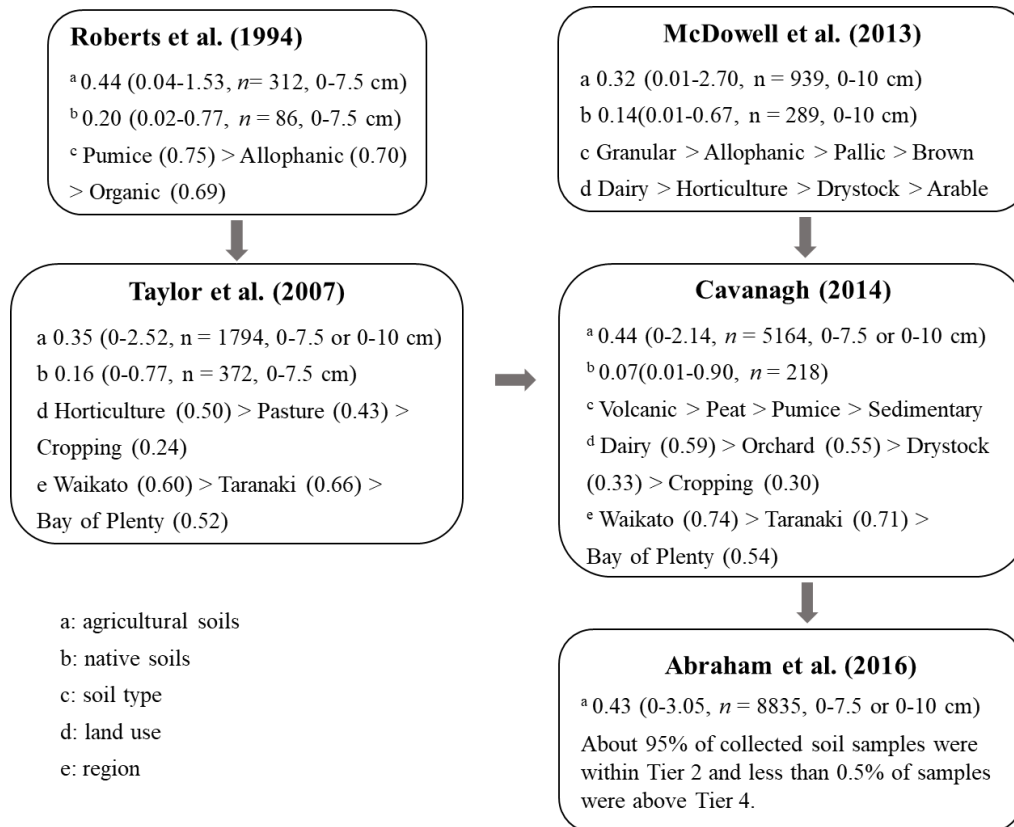 Roberts et al. (1994)
a 0.44 (0.04-1.53, n= 312, 0-7.5 cm)
b 0.20 (0.02-0.77, n = 86, 0-7.5 cm)
c Pumice (0.75) > Allophanic (0.70)
> Organic (0.69)
McDowell et al. (2013)
a 0.32 (0.01-2.70, n = 939, 0-10 cm)
b 0.14(0.01-0.67, n = 289, 0-10 cm)
c Granular > Allophanic > Pallic > Brown
d Dairy > Horticulture > Drystock > Arable
Taylor et al. (2007)
a 0.35 (0-2.52, n = 1794, 0-7.5 or 0-10 cm)
b 0.16 (0-0.77, n = 372, 0-7.5 cm)
d Horticulture (0.50) > Pasture (0.43) >
Cropping (0.24)
e Waikato (0.60) > Taranaki (0.66) >
Bay of Plenty (0.52)
Cavanagh (2014)
a 0.44 (0-2.14, n = 5164, 0-7.5 or 0-10 cm)
b 0.07(0.01-0.90, n = 218)
c Volcanic > Peat > Pumice > Sedimentary
d Dairy (0.59) > Orchard (0.55) > Drystock
(0.33) > Cropping (0.30)
e Waikato (0.74) > Taranaki (0.71) >
Bay of Plenty (0.54)
a: agricultural soils
b: native soils
c: soil type
d: land use
e: region
Abraham et al. (2016)
a 0.43 (0-3.05, n = 8835, 0-7.5 or 0-10 cm)
About 95% of collected soil samples were
within Tier 2 and less than 0.5% of samples
were above Tier 4.